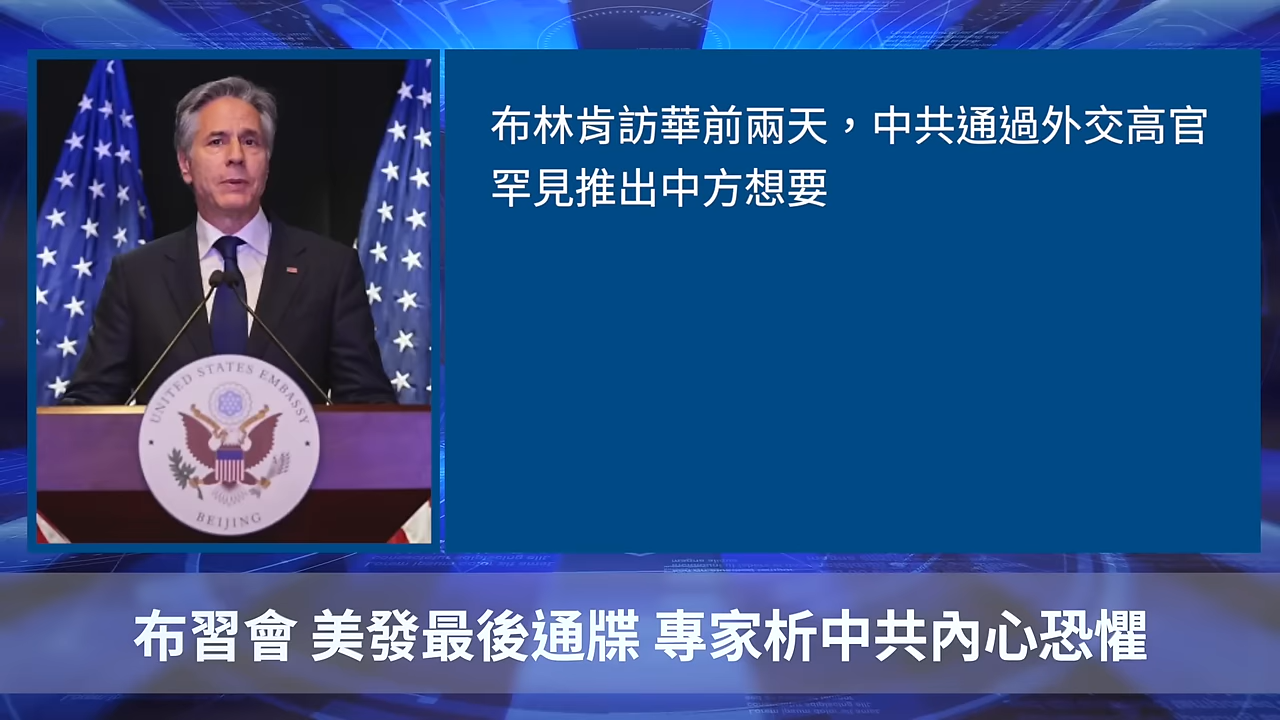 布林肯訪華前兩天，中共通過外交高官
罕見推出中方想要
UNITED STATES EMBASSY
BEIJING
布習會 美發最後通牒 專家析中共內心恐懼